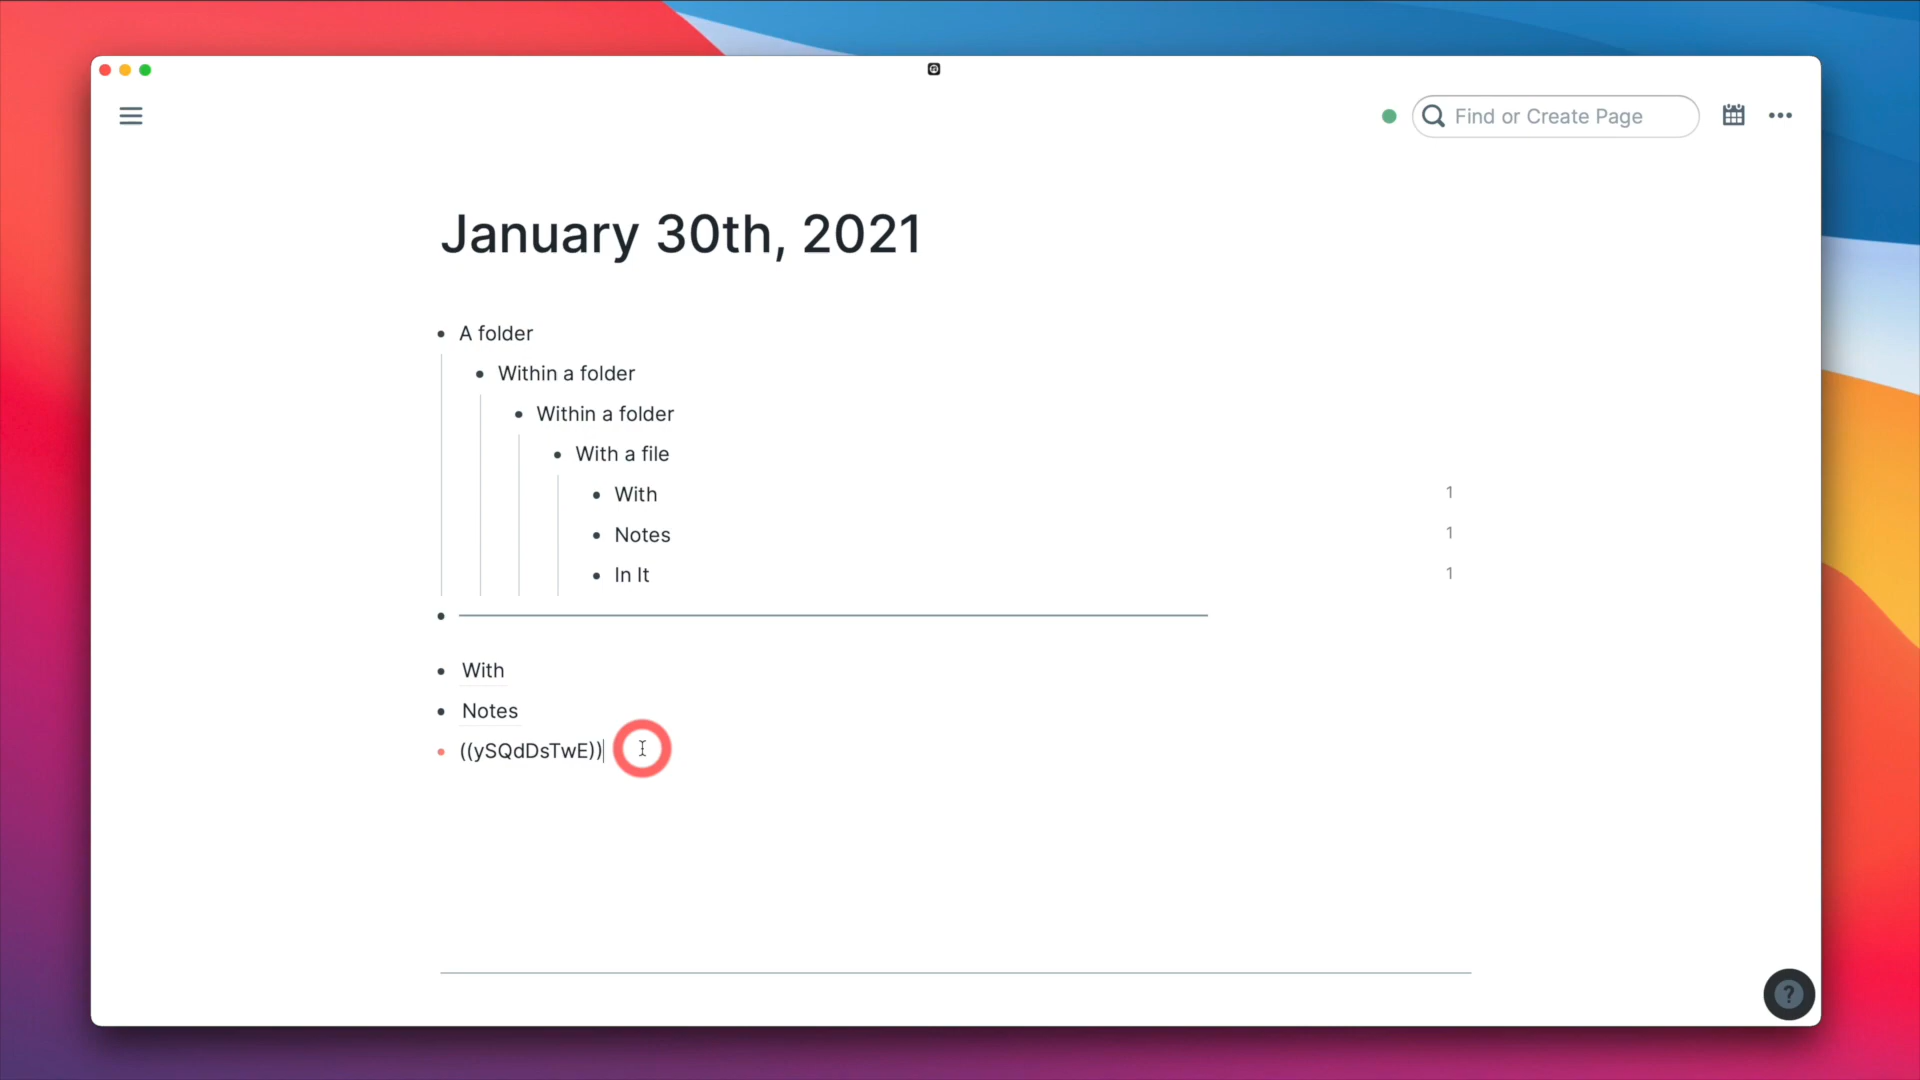 Find or Create Page
January 30th, 2021
A folder
Within a folder
Within a folder
With a file
With 1
Notes 1
In It 1
With
Notes
((ySQdDsTwE))
?